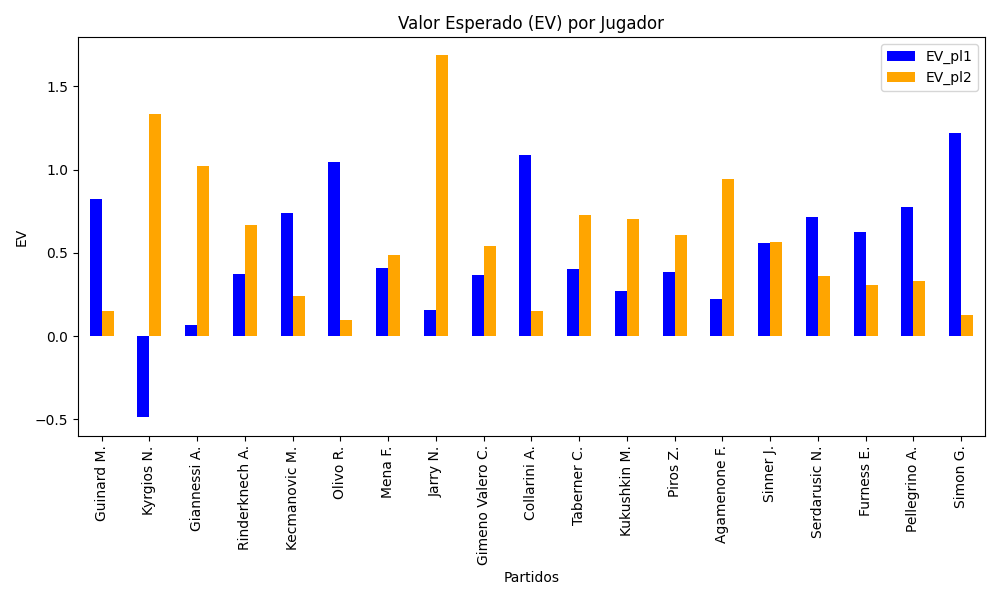 Valor Esperado (EV) por Jugador
EV_pl1
EV_pl2
EV
1.5
1.0
0.5
0.0
−0.5
Guinard M.
Kyrgios N.
Giannessi A.
Rinderknech A.
Kecmanovic M.
Olivo R.
Mena F.
Jarry N.
Gimeno Valero C.
Collarini A.
Taberner C.
Kukushkin M.
Piros Z.
Agamenone F.
Sinner J.
Serdarusic N.
Furness E.
Pellegrino A.
Simon G.
Partidos